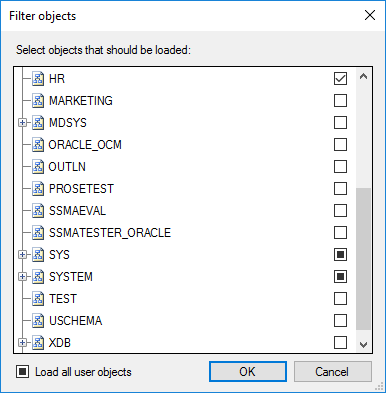 Filter objects
Select objects that should be loaded:
HR
MARKETING
MDSYS
ORACLE_OCM
OUTLN
PROSETEST
SSMAEVAL
SSMATESTER_ORACLE
SYS
SYSTEM
TEST
USCHEMA
XDB
Load all user objects
OK
Cancel